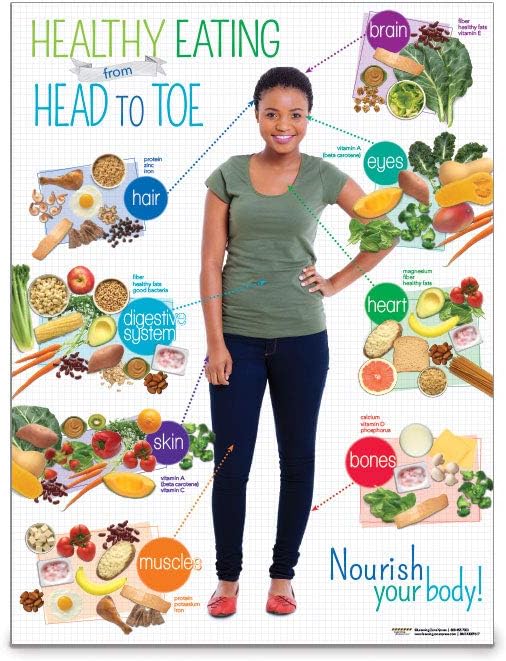 HEALTHY EATING
from
HEAD TO TOE
brain
fiber
healthy fats
vitamin E
vitamin A
(beta carotene)
eyes
protein
zinc
iron
hair
magnesium
fiber
healthy fats
heart
fiber
healthy fats
good bacteria
digestive
system
skin
vitamin A
(beta carotene)
vitamin C
calcium
vitamin D
phosphorus
bones
muscles
protein
potassium
iron
Nourish
your body!